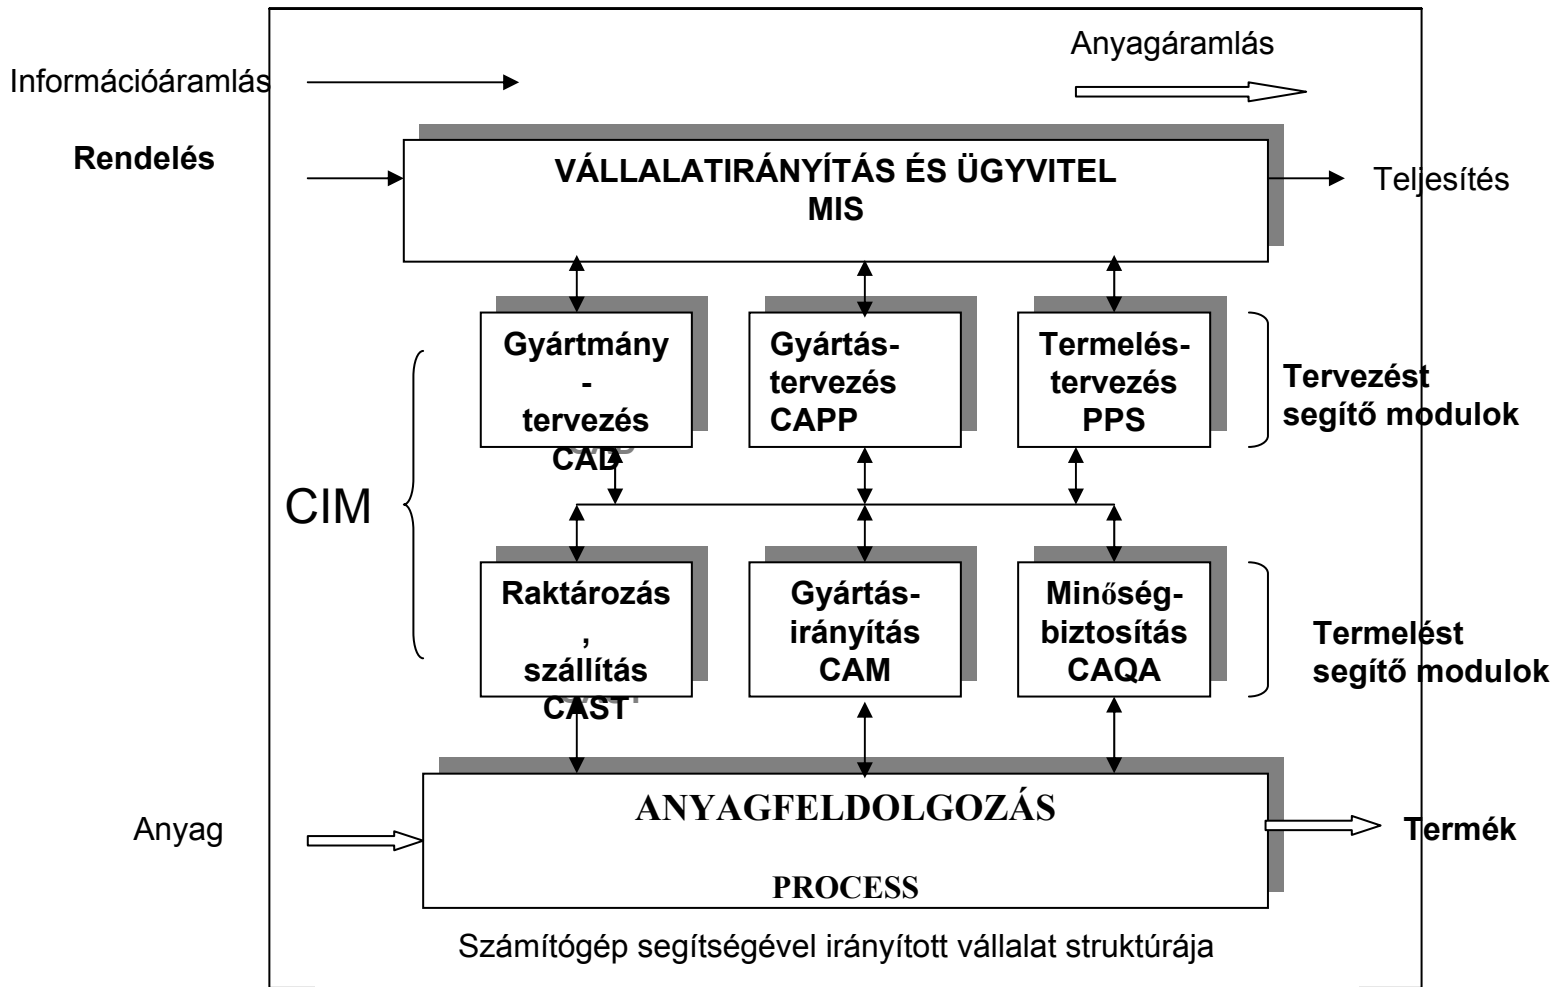 Anyagáramlás
Információáramlás
Rendelés
VÁLLALATIRÁNYÍTÁS ÉS ÜGYVITEL
MIS
Teljesítés
Gyártmány
-
tervezés
CAD
Gyártás-
tervezés
CAPP
Termelés-
tervezés
PPS
Tervezést
segítő modulok
CIM
Raktározás
,
szállítás
CAST
Gyártás-
irányítás
CAM
Minőség-
biztosítás
CAQA
Termelést
segítő modulok
Anyag
ANYAGFELDOLGOZÁS
PROCESS
Termék
Számítógép segítségével irányított vállalat struktúrája